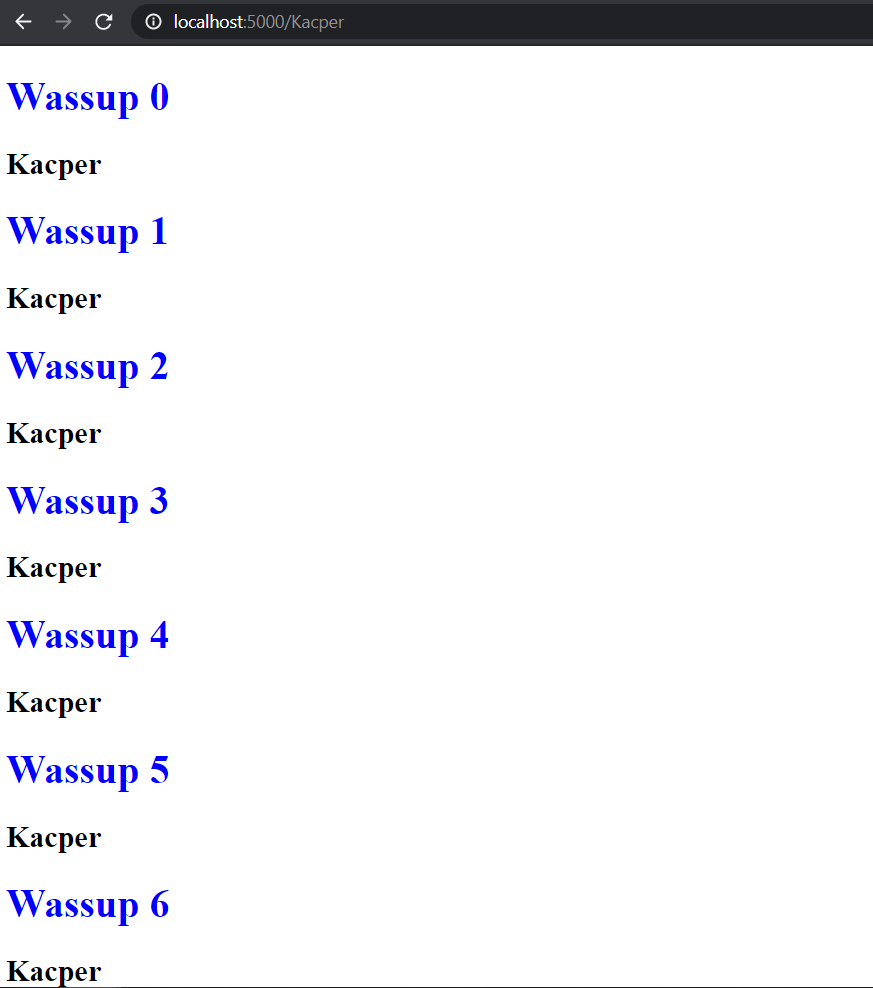 localhost:5000/Kacper
Wassup 0
Kacper
Wassup 1
Kacper
Wassup 2
Kacper
Wassup 3
Kacper
Wassup 4
Kacper
Wassup 5
Kacper
Wassup 6
Kacper